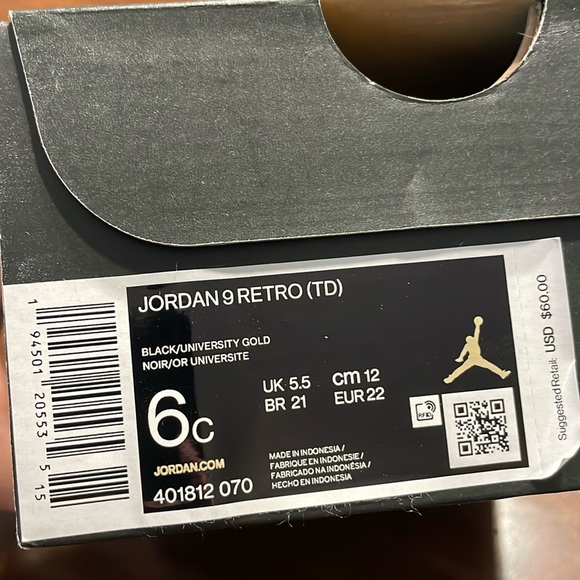 JORDAN 9 RETRO (TD)
BLACK/UNIVERSITY GOLD
NOIR/OR UNIVERSITE
6C
UK 5.5
cm 12
BR 21
EUR 22
JORDAN.COM
401812 070
MADE IN INDONESIA /
FABRIQUE EN INDONESIE /
FABRICADO NA INDONÉSIA /
HECHO EN INDONESIA
RFID
Suggested Retail: USD $60.00
1 94501 20553 5 15